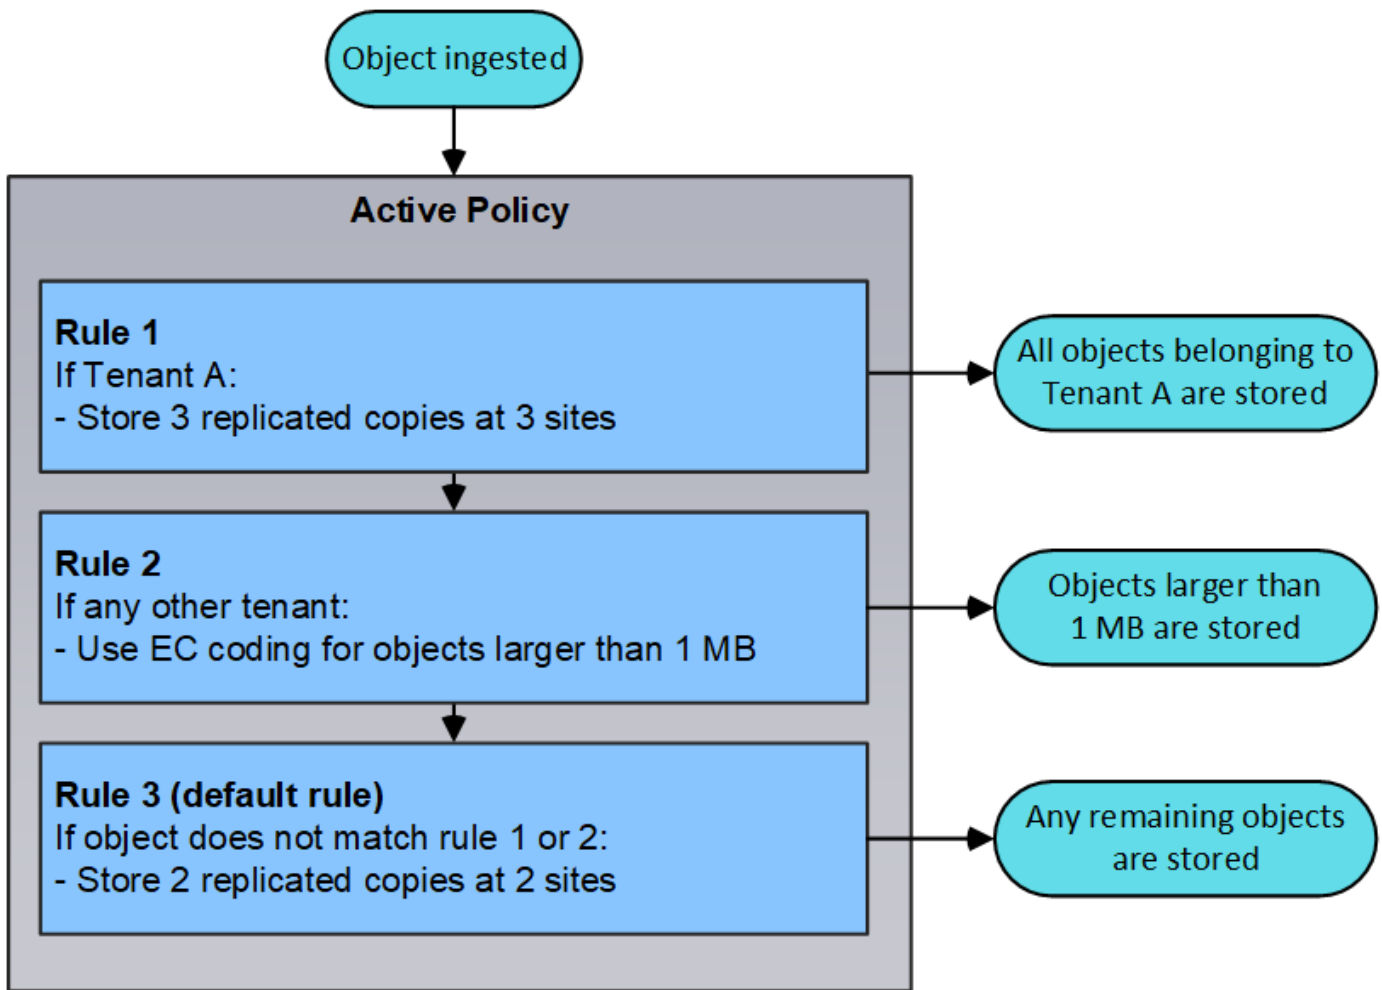 Object ingested
Active Policy
Rule 1
If Tenant A:
- Store 3 replicated copies at 3 sites
All objects belonging to
Tenant A are stored
Rule 2
If any other tenant:
- Use EC coding for objects larger than 1 MB
Objects larger than
1 MB are stored
Rule 3 (default rule)
If object does not match rule 1 or 2:
- Store 2 replicated copies at 2 sites
Any remaining objects
are stored